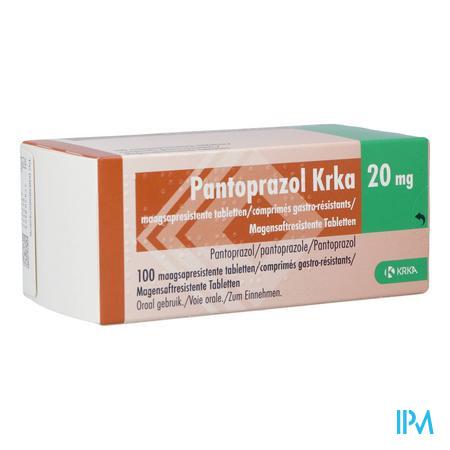 Pantoprazol Krka 20 mg
maagsapresistente tabletten/comprimés gastro-résistants/
Magensaftresistente Tabletten
Pantoprazol/pantoprazole/Pantoprazol
100 maagsapresistente tabletten/comprimés gastro-résistants/
Magensaftresistente Tabletten
Oraal gebruik./Voie orale./Zum Einnehmen.
KRKA
IPM